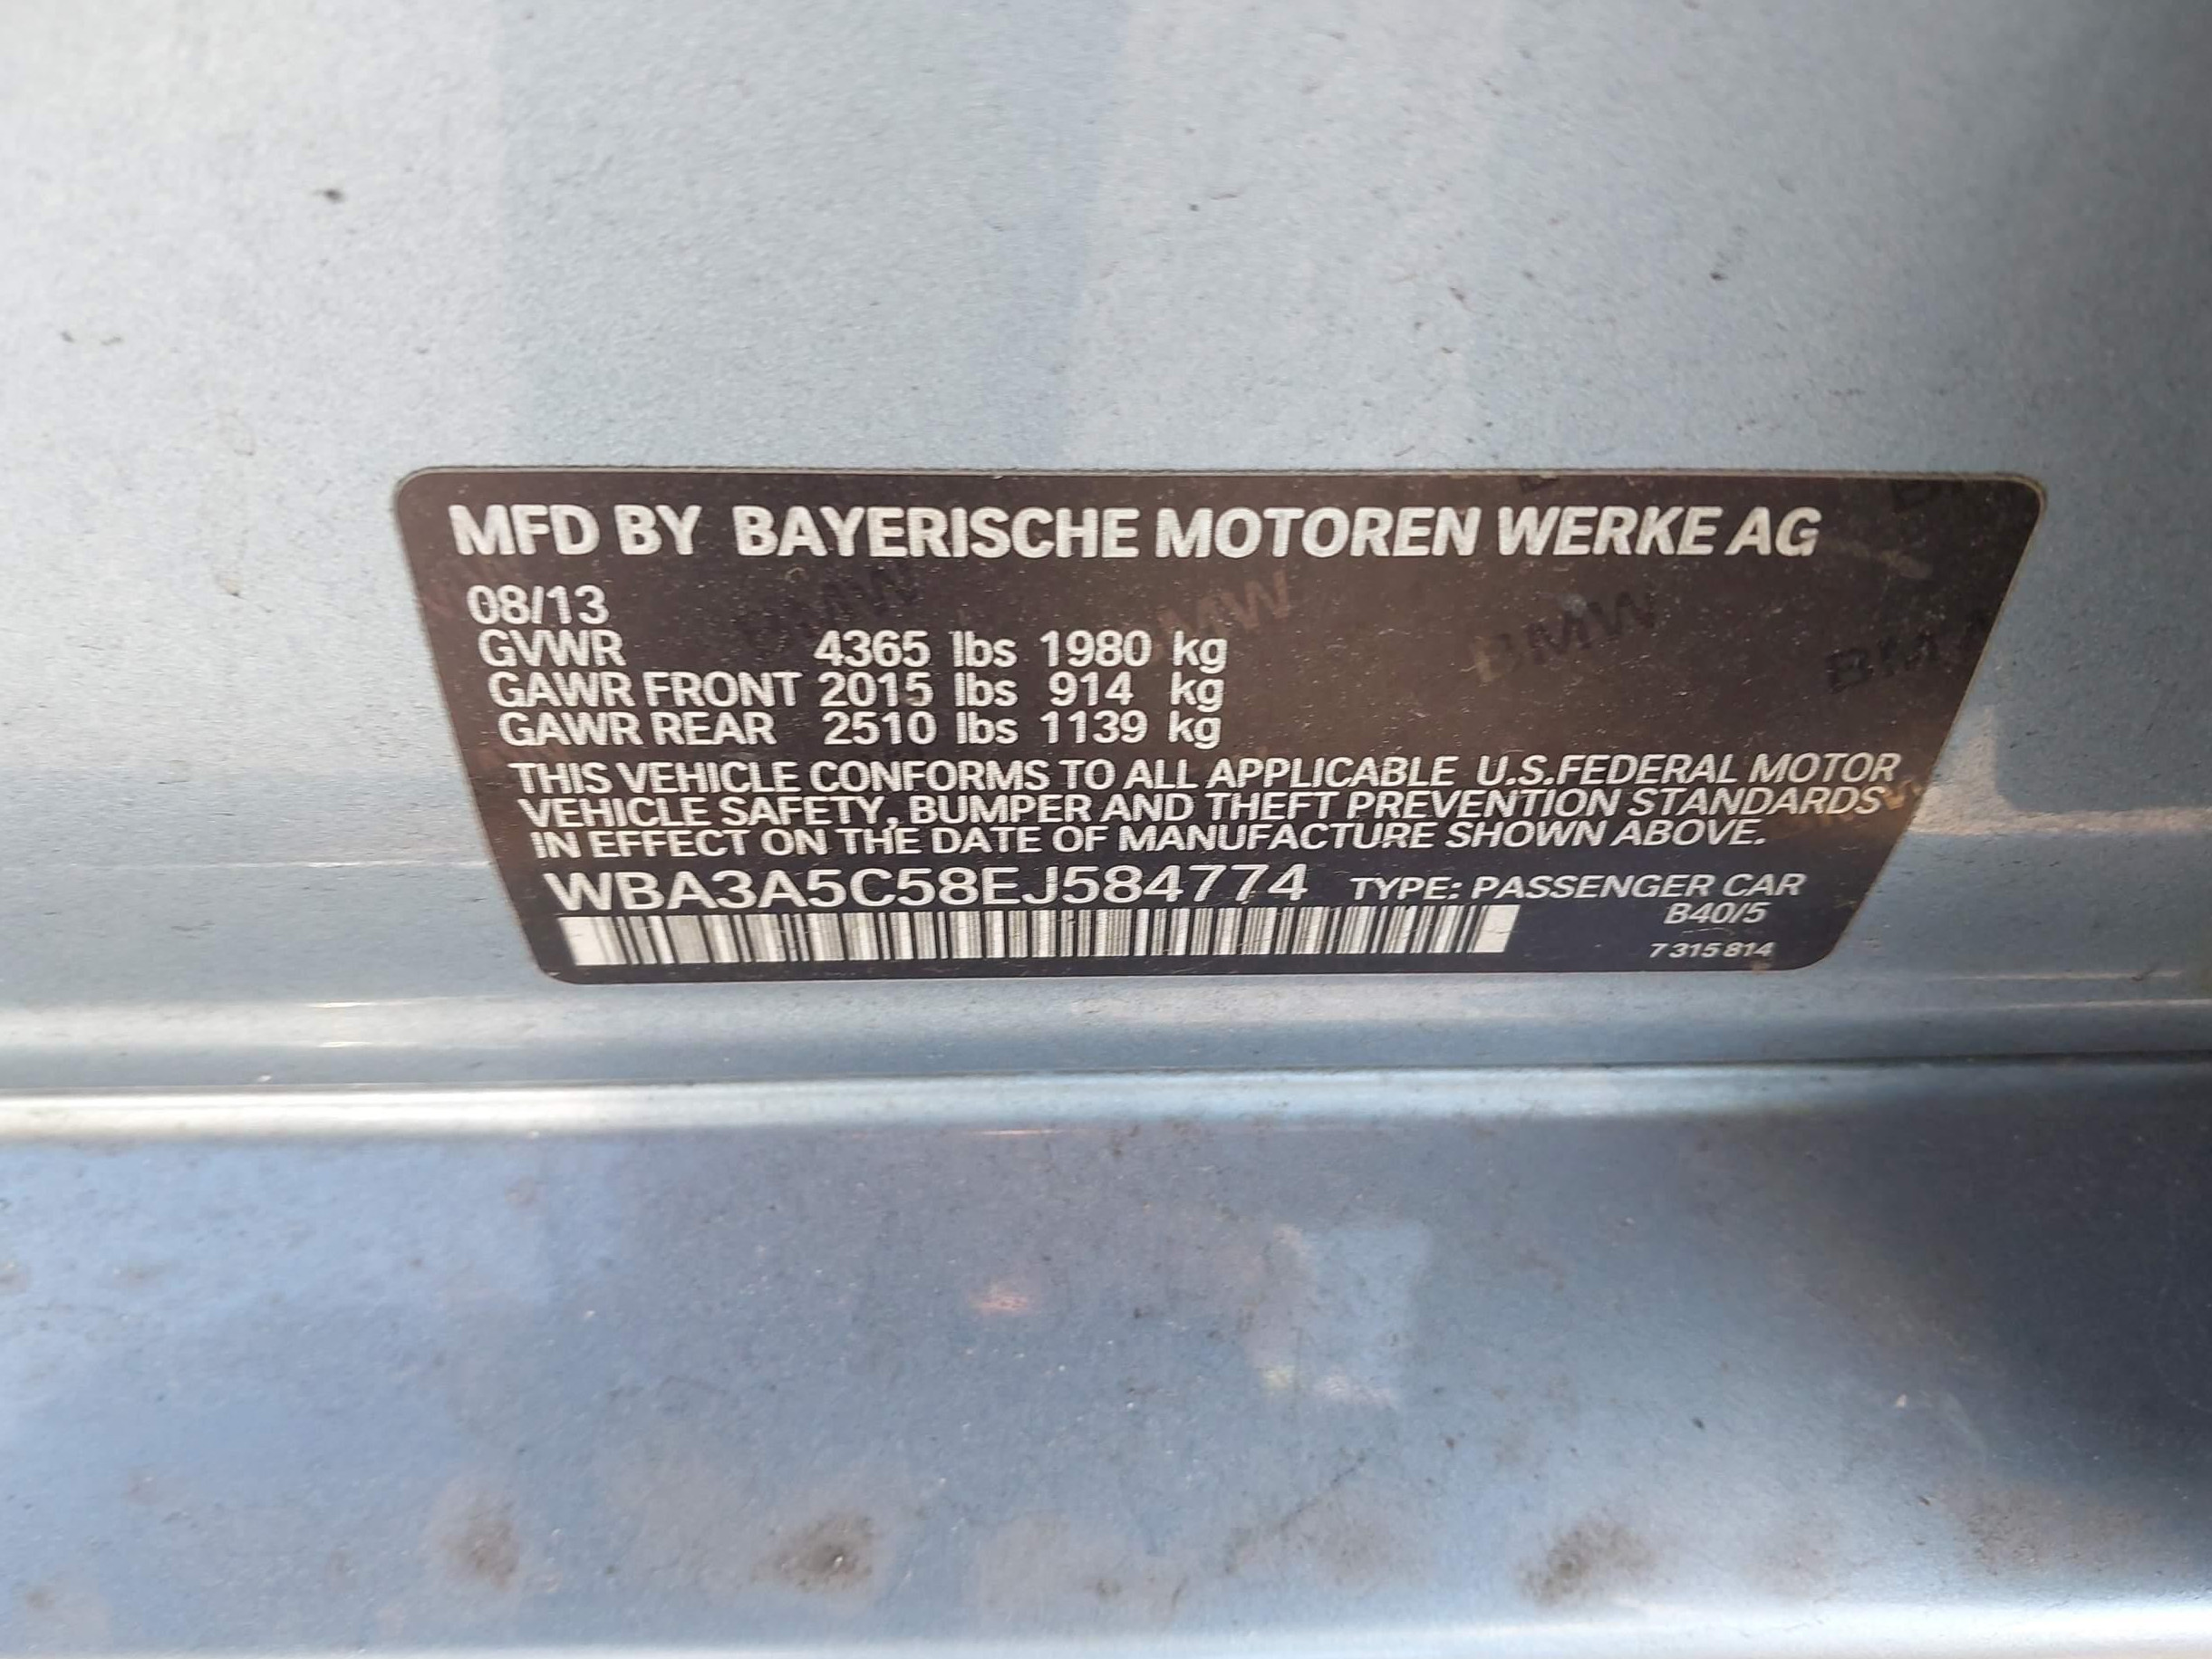 MFD BY BAYERISCHE MOTOREN WERKE AG
08/13
GVWR 4365 lbs 1980 kg
GAWR FRONT 2015 lbs 914 kg
GAWR REAR 2510 lbs 1139 kg
THIS VEHICLE CONFORMS TO ALL APPLICABLE U.S.FEDERAL MOTOR
VEHICLE SAFETY, BUMPER AND THEFT PREVENTION STANDARDS
IN EFFECT ON THE DATE OF MANUFACTURE SHOWN ABOVE.
WBA3A5C58EJ584774 TYPE: PASSENGER CAR
B40/5
7 315 814